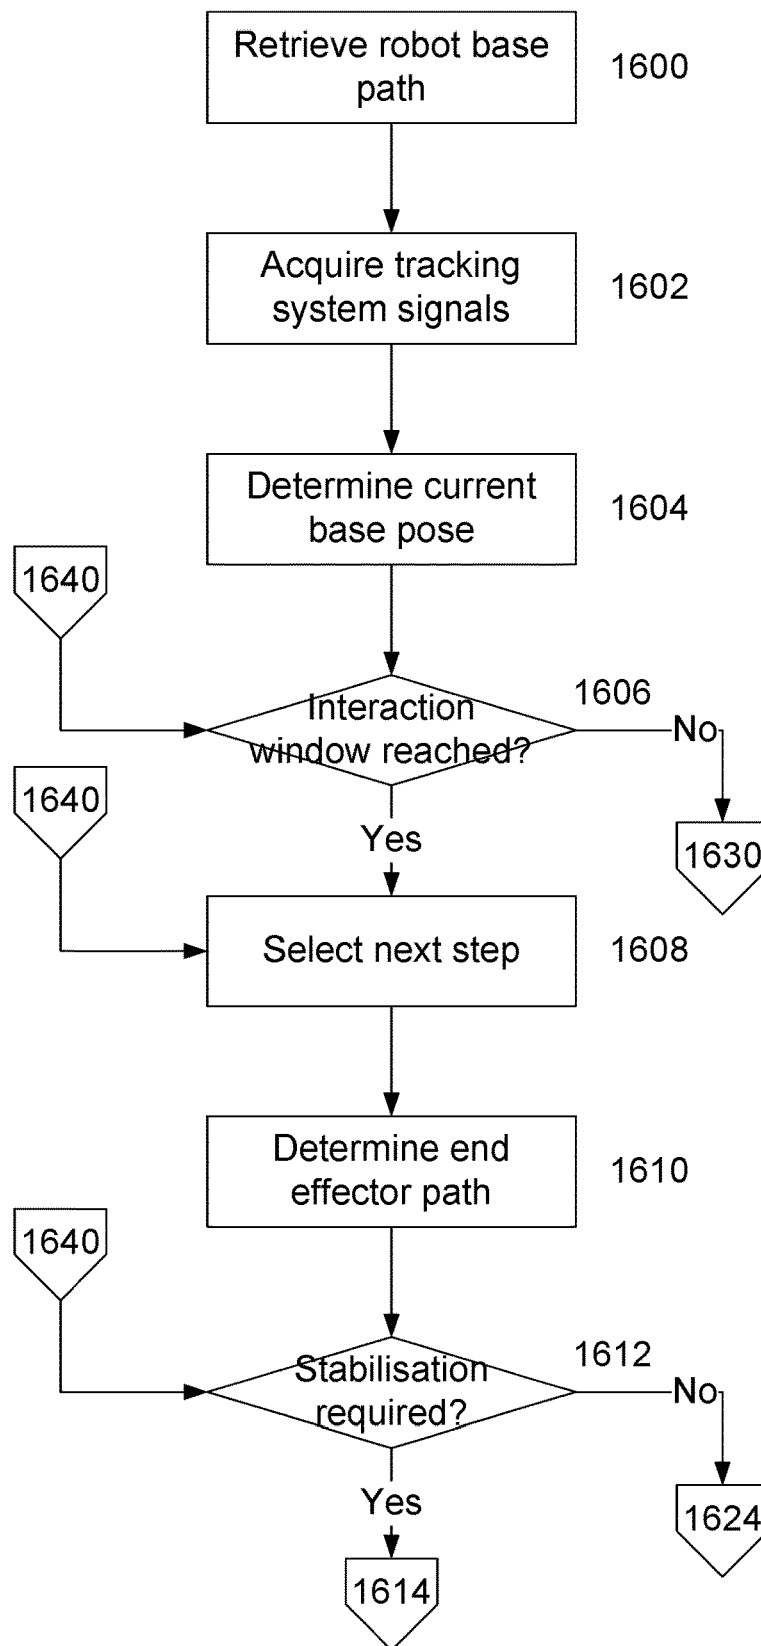 Retrieve robot base
path
1600
Acquire tracking
system signals
1602
Determine current
base pose
1604
1640
Interaction
window reached?
1606
No
1640
Yes
1630
Select next step
1608
Determine end
effector path
1610
1640
Stabilisation
required?
1612
No
Yes
1624
1614